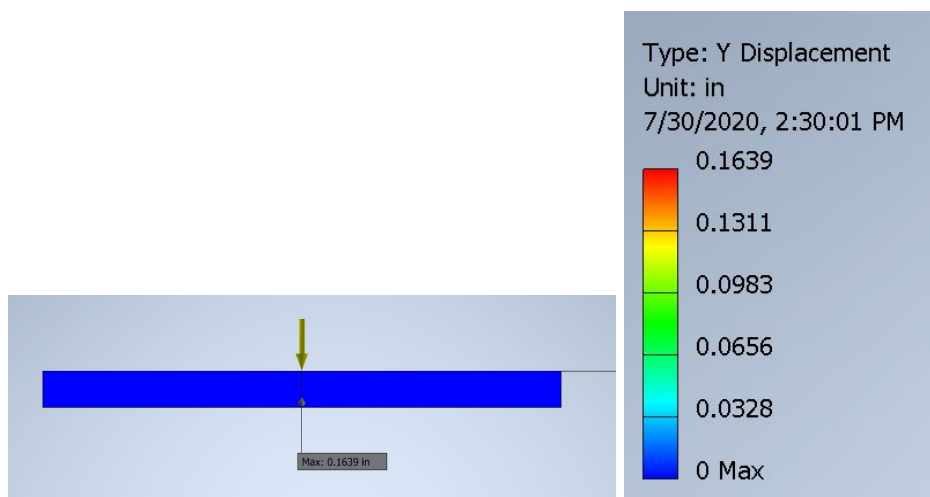 Max: 0.1639 in
Type: Y Displacement
Unit: in
7/30/2020, 2:30:01 PM
0.1639
0.1311
0.0983
0.0656
0.0328
0 Max